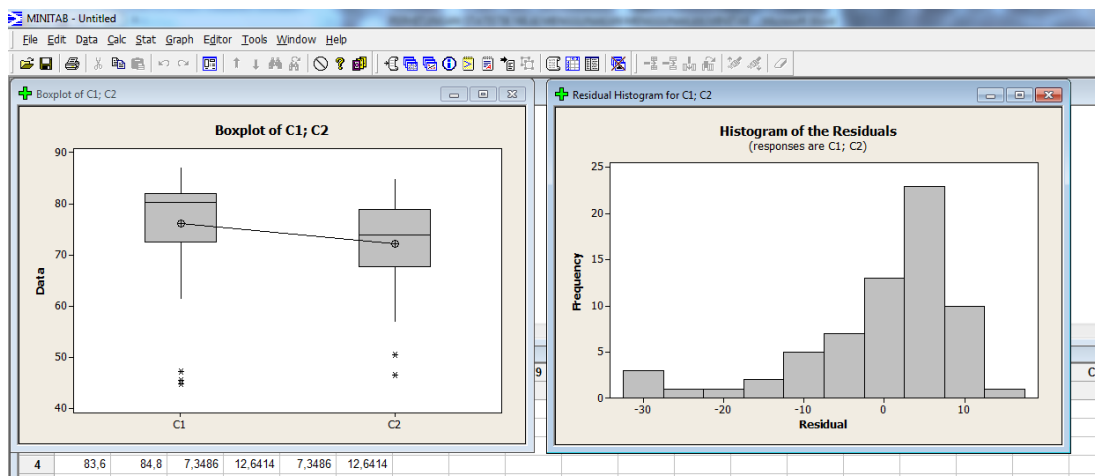 MINITAB - Untitled
File Edit Data Calc Stat Graph Editor Tools Window Help
Boxplot of C1; C2
Boxplot of C1; C2
90
80
70
60
50
40
Data
C1
C2
Residual Histogram for C1; C2
Histogram of the Residuals
(responses are C1; C2)
25
20
15
10
5
0
Frequency
-30
-20
-10
0
10
Residual
9
C
4 83,6 84,8 7,3486 12,6414 7,3486 12,6414